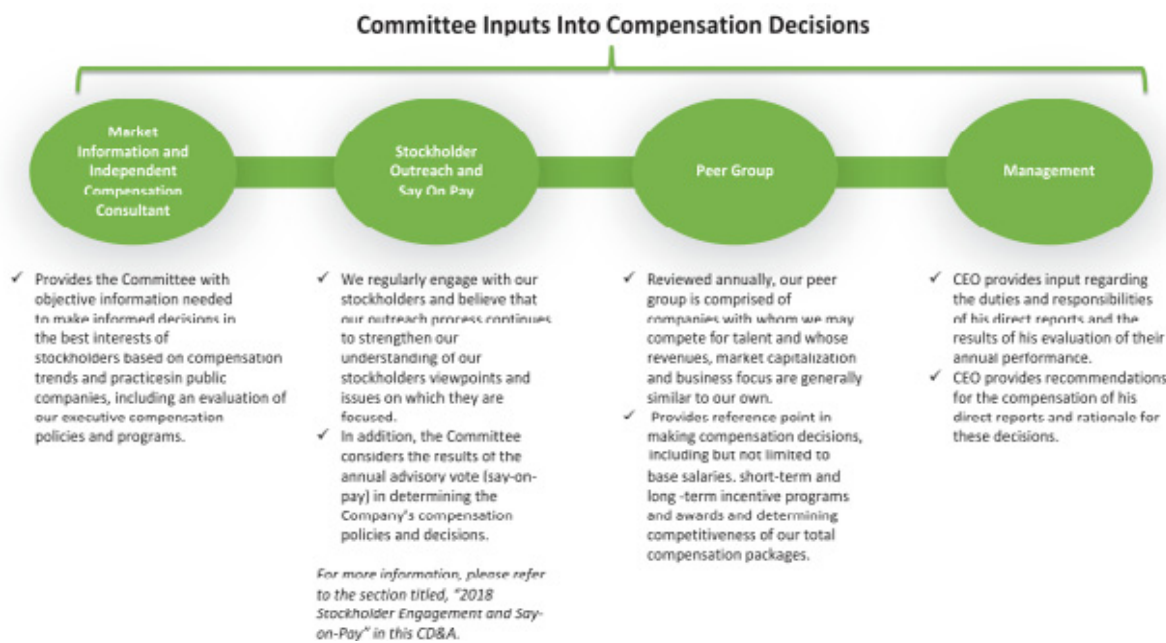 Committee Inputs Into Compensation Decisions
Market
Information and
Independent
Compensation
Consultant
Stockholder
Outreach and
Say On Pay
Peer Group
Management
✓ Provides the Committee with
objective information needed
to make informed decisions in
the best interests of
stockholders based on compensation
trends and practicesin public
companies, including an evaluation of
our executive compensation
policies and programs.
✓ We regularly engage with our
stockholders and believe that
our outreach process continues
to strengthen our
understanding of our
stockholders viewpoints and
issues on which they are
focused.
✓ In addition, the Committee
considers the results of the
annual advisory vote (say-on-
pay) in determining the
Company's compensation
policies and decisions.
For more information, please refer
to the section titled, "2018
Stockholder Engagement and Say-
on-Pay" in this CD&A.
✓ Reviewed annually, our peer
group is comprised of
companies with whom we may
compete for talent and whose
revenues, market capitalization
and business focus are generally
similar to our own.
✓ Provides reference point in
making compensation decisions,
including but not limited to
base salaries, short-term and
long -term incentive programs
and awards and determining
competitiveness of our total
compensation packages.
✓ CEO provides input regarding
the duties and responsibilities
of his direct reports and the
results of his evaluation of their
annual performance.
✓ CEO provides recommendations
for the compensation of his
direct reports and rationale for
these decisions.